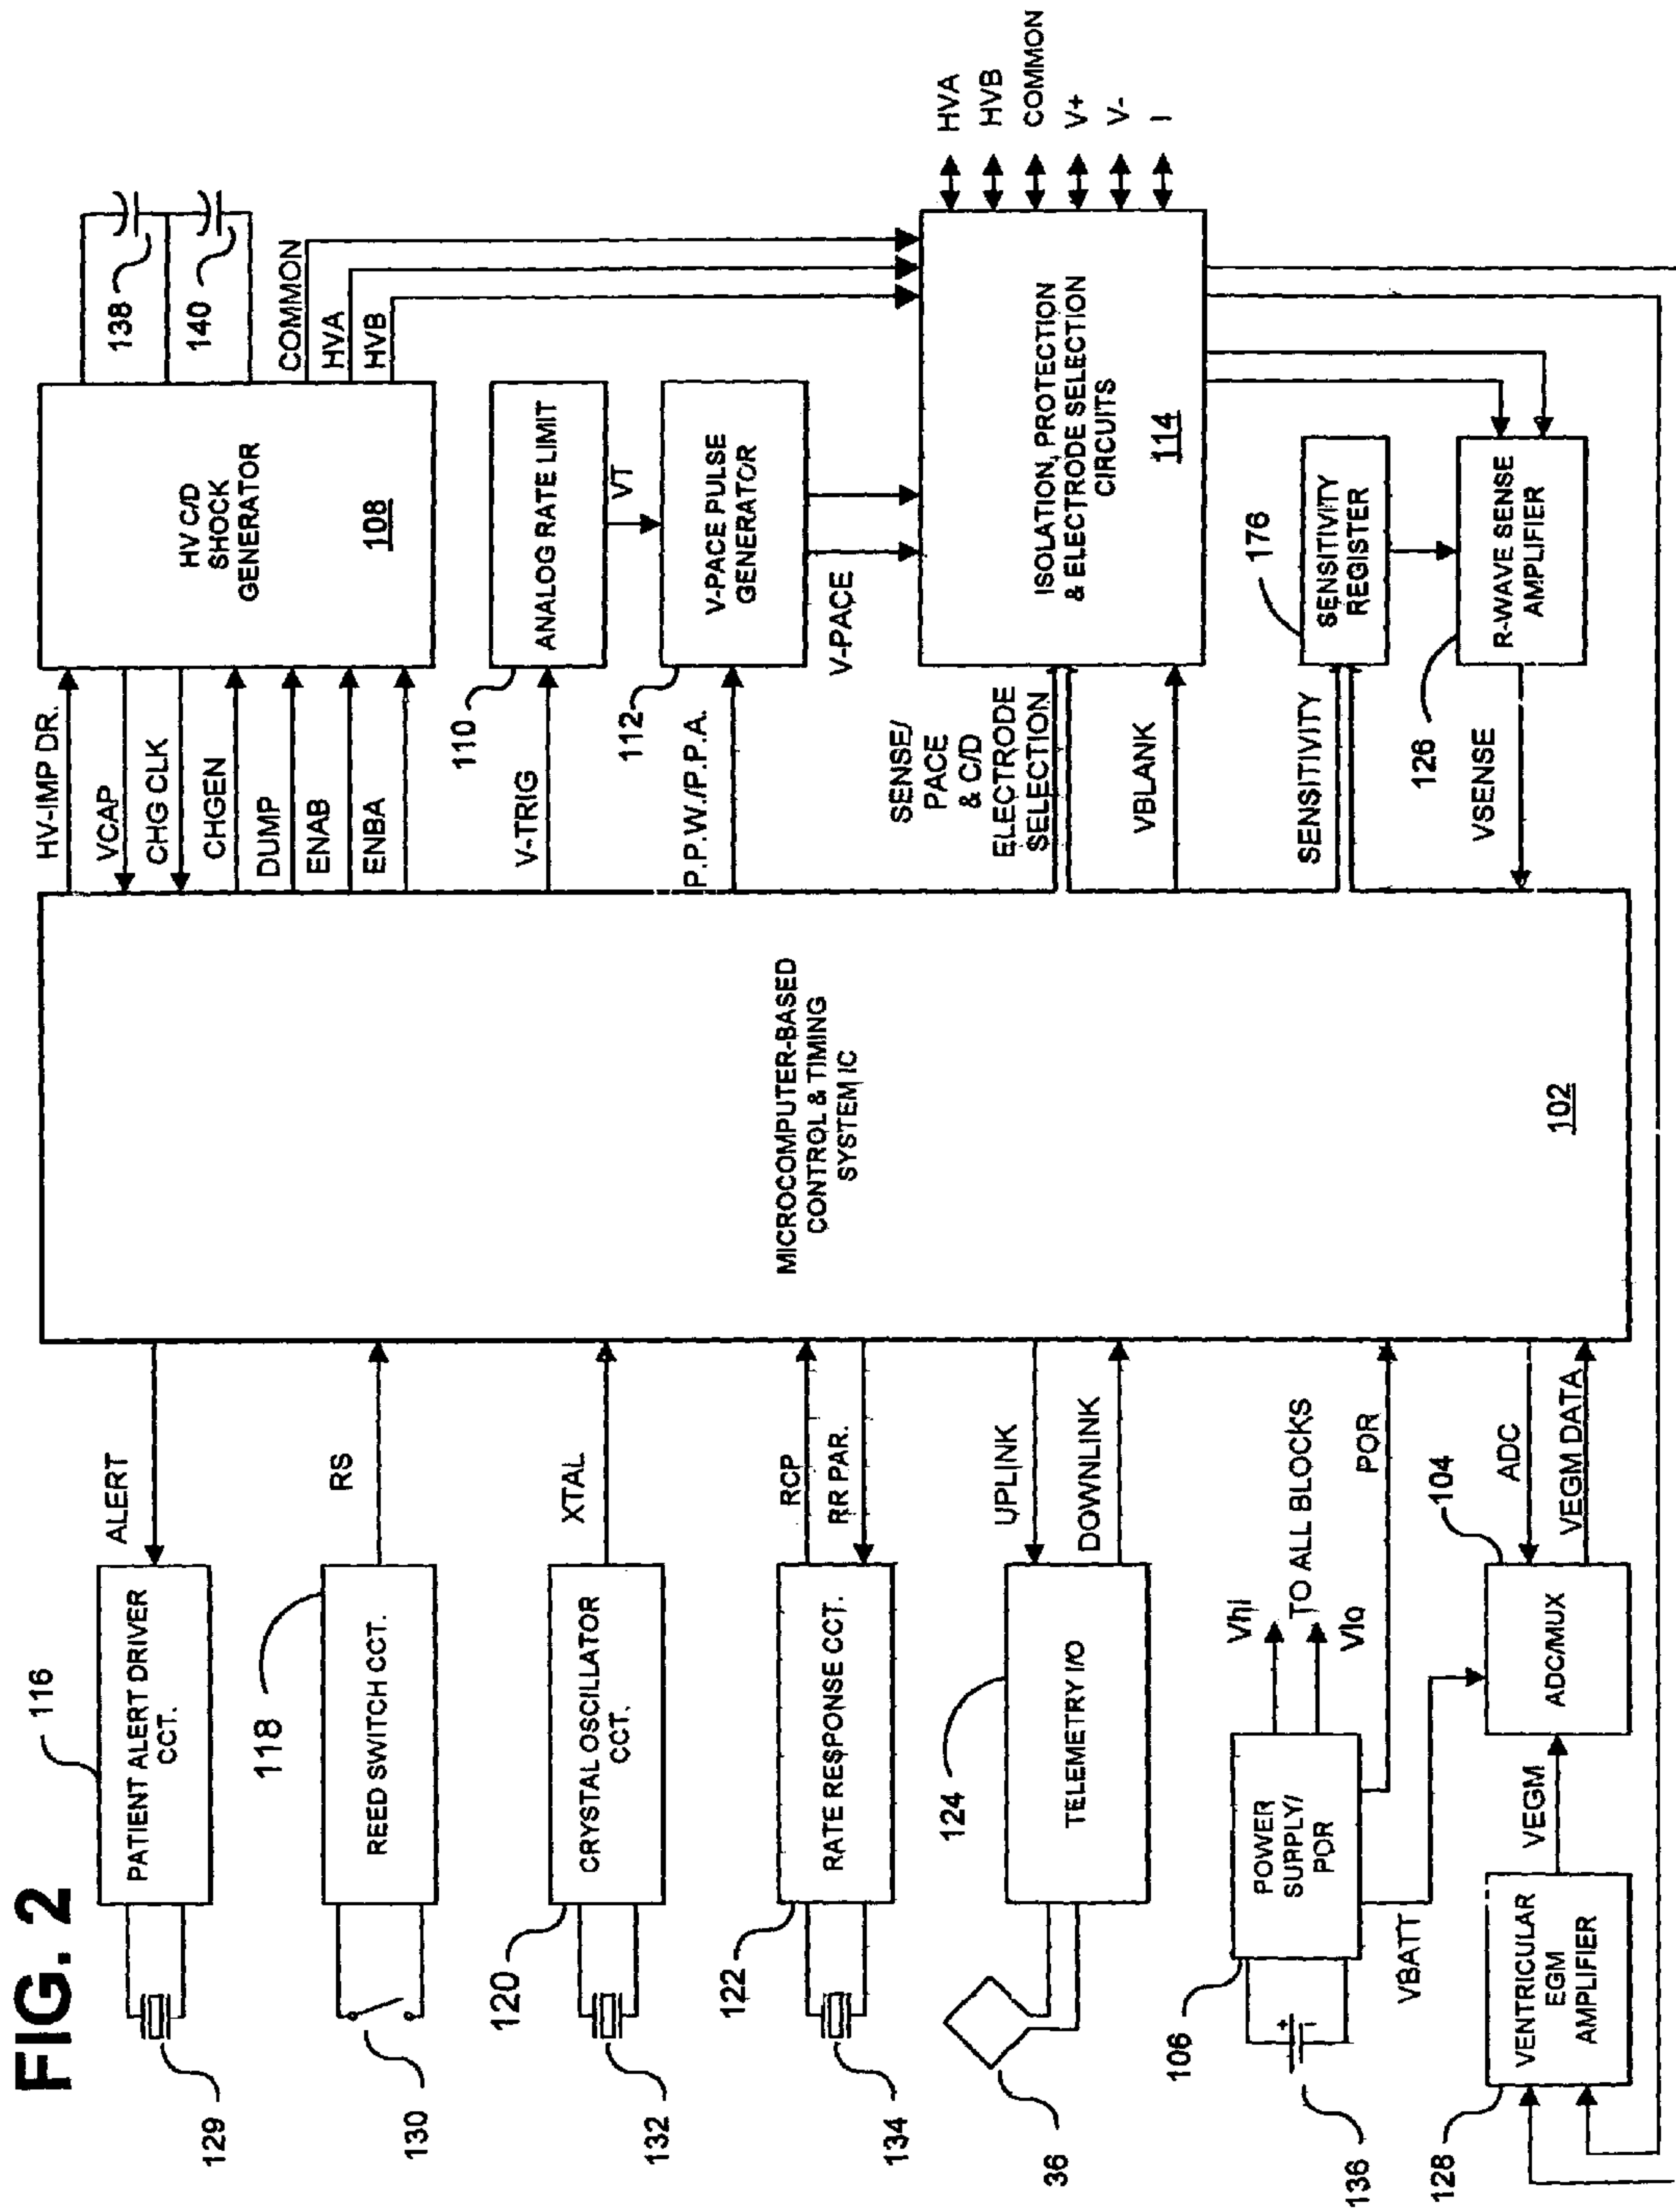 FIG. 2
129
116
PATIENT ALERT DRIVER
CCT.
ALERT
130
118
REED SWITCH CCT.
RS
132
120
CRYSTAL OSCILLATOR
CCT.
XTAL
134
122
RATE RESPONSE CCT.
RCP
RR PAR.
36
124
TELEMETRY I/O
UPLINK
DOWNLINK
136
106
+
-
POWER
SUPPLY/
POR
Vhi
TO ALL BLOCKS
Vlo
POR
VBATT
128
VENTRICULAR
EGM
AMPLIFIER
VEGM
104
ADC/MUX
ADC
VEGM DATA
MICROCOMPUTER-BASED
CONTROL & TIMING
SYSTEM IC
102
HV-IMP DR.
VCAP
CHG CLK
CHGEN
DUMP
ENAB
ENBA
HV C/D
SHOCK
GENERATOR
108
138
140
COMMON
HVA
HVB
V-TRIG
110
ANALOG RATE LIMIT
VT
P.P.W./P.P.A.
112
V-PACE PULSE
GENERATOR
V-PACE
SENSE/
PACE
& C/D
ELECTRODE
SELECTION
VBLANK
ISOLATION, PROTECTION
& ELECTRODE SELECTION
CIRCUITS
114
HVA
HVB
COMMON
V+
V-
I
SENSITIVITY
176
SENSITIVITY
REGISTER
VSENSE
126
R-WAVE SENSE
AMPLIFIER